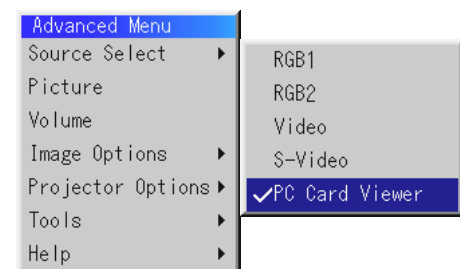 Advanced Menu
Source Select
Picture
Volume
Image Options
Projector Options
Tools
Help
RGB1
RGB2
Video
S-Video
PC Card Viewer